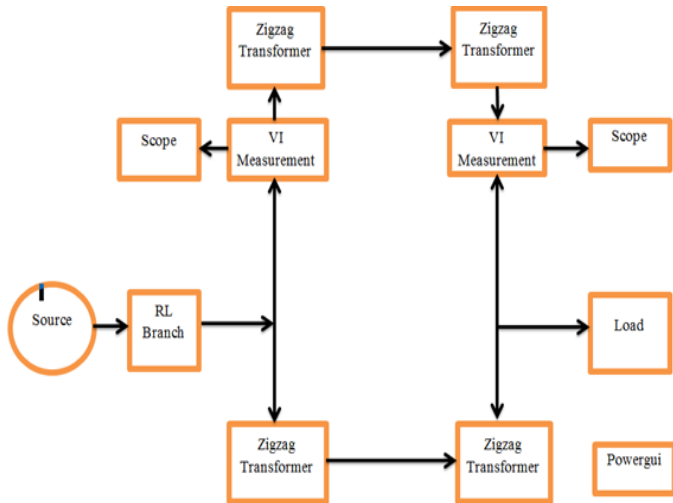 Zigzag
Transformer
Zigzag
Transformer
Scope
VI
Measurement
VI
Measurement
Scope
Source
RL
Branch
Load
Zigzag
Transformer
Zigzag
Transformer
Powergui